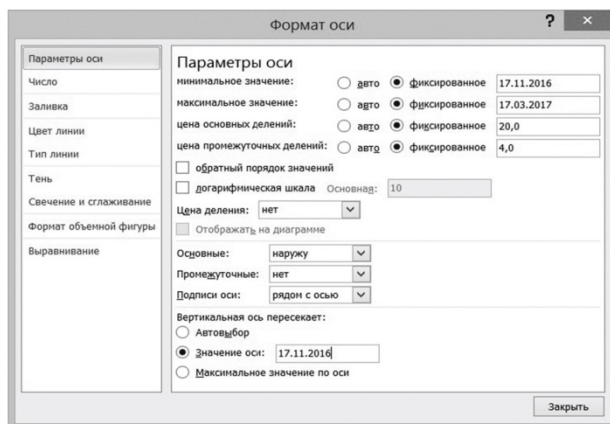 Формат оси
? ×
Параметры оси
Число
Заливка
Цвет линии
Тип линии
Тень
Свечение и сглаживание
Формат объемной фигуры
Выравнивание
Параметры оси
минимальное значение: авто фиксированное 17.11.2016
максимальное значение: авто фиксированное 17.03.2017
цена основных делений: авто фиксированное 20,0
цена промежуточных делений: авто фиксированное 4,0
обратный порядок значений
логарифмическая шкала Основная: 10
Цена деления: нет
Отображать на диаграмме
Основные: наружу
Промежуточные: нет
Подписи оси: рядом с осью
Вертикальная ось пересекает:
Автовыбор
Значение оси: 17.11.2016
Максимальное значение по оси
Закрыть